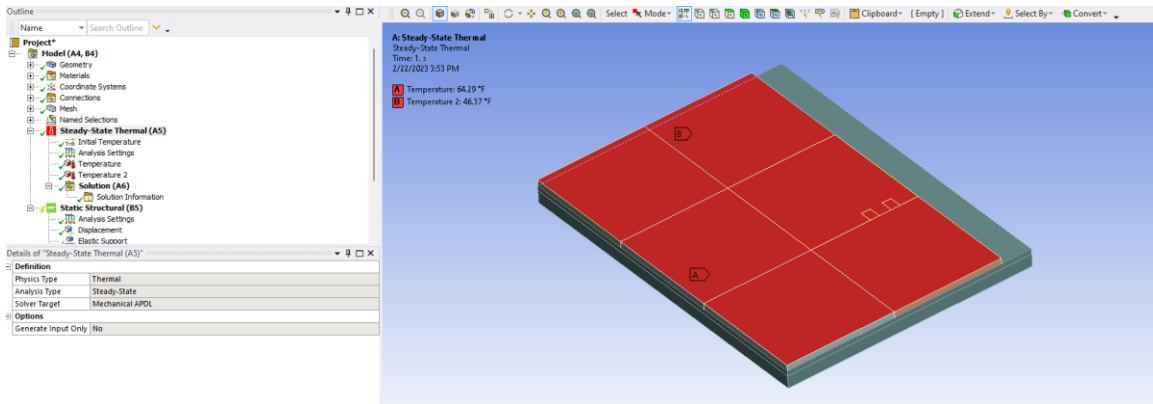 Outline
Name Search Outline
Project*
Model (A4, B4)
Geometry
Materials
Coordinate Systems
Connections
Mesh
Named Selections
Steady-State Thermal (A5)
Initial Temperature
Analysis Settings
Temperature
Temperature 2
Solution (A6)
Solution Information
Static Structural (B5)
Analysis Settings
Displacement
Elastic Support
Details of "Steady-State Thermal (A5)"
Definition
Physics Type Thermal
Analysis Type Steady-State
Solver Target Mechanical APDL
Options
Generate Input Only No
Select Mode Clipboard [ Empty ] Extend Select By Convert
A: Steady-State Thermal
Steady-State Thermal
Time: 1. s
2/22/2023 3:53 PM
A Temperature: 64.29 °F
B Temperature 2: 46.37 °F
B
A